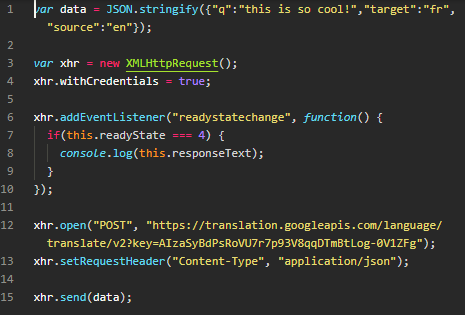 1 var data = JSON.stringify({"q":"this is so cool!","target":"fr",
"source":"en"});
2
3 var xhr = new XMLHttpRequest();
4 xhr.withCredentials = true;
5
6 xhr.addEventListener("readystatechange", function() {
7 if(this.readyState === 4) {
8 console.log(this.responseText);
9 }
10 });
11
12 xhr.open("POST", "https://translation.googleapis.com/language/
translate/v2?key=AIzaSyBdPsRoVU7r7p93V8qqDTmBtLog-0V1ZFg");
13 xhr.setRequestHeader("Content-Type", "application/json");
14
15 xhr.send(data);